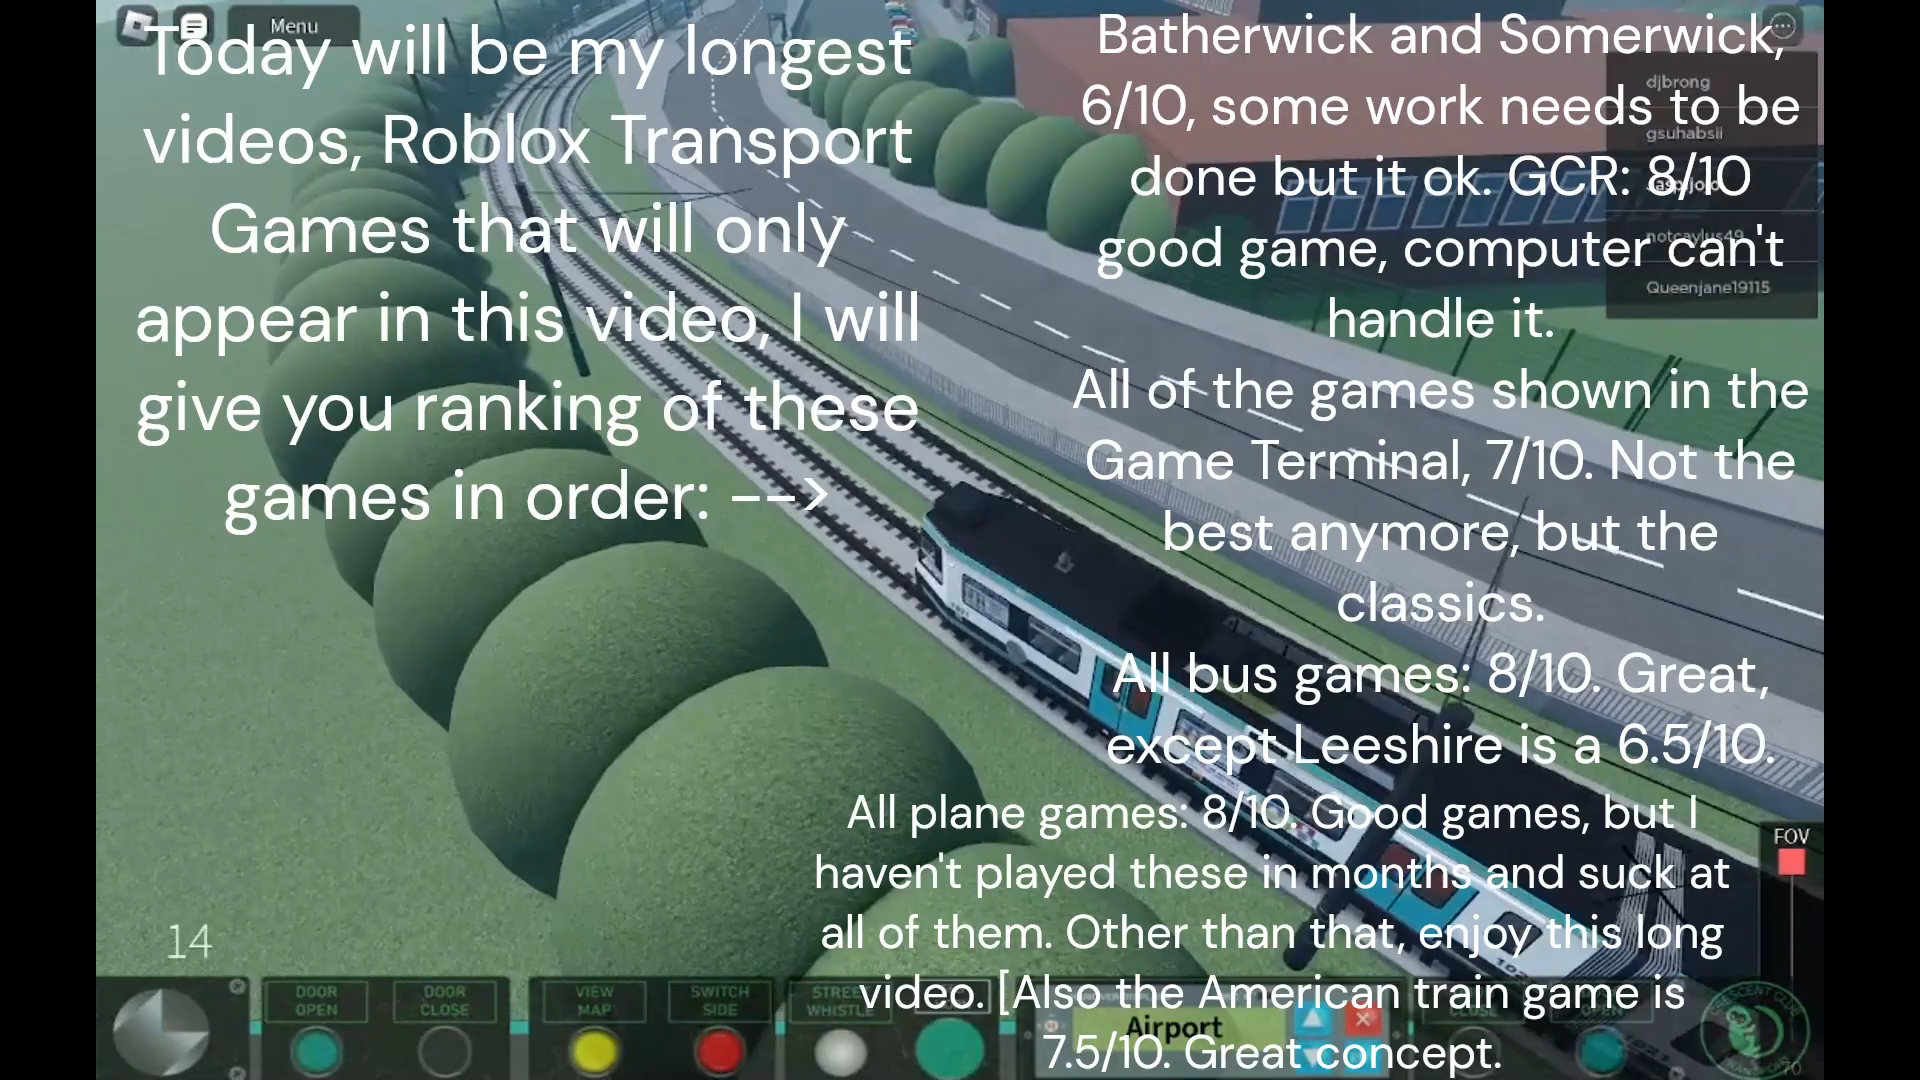 Menu
Today will be my longest
videos, Roblox Transport
Games that will only
appear in this video, I will
give you ranking of these
games in order: -->
Batherwick and Somerwick,
6/10, some work needs to be
done but it ok. GCR: 8/10
good game, computer can't
handle it.
All of the games shown in the
Game Terminal, 7/10. Not the
best anymore, but the
classics.
All bus games: 8/10. Great,
except Leeshire is a 6.5/10.
All plane games: 8/10. Good games, but I
haven't played these in months and suck at
all of them. Other than that, enjoy this long
video. [Also the American train game is
7.5/10. Great concept.
djbrong
gsuhabsii
notcaylus49
Queenjane19115
FOV
70
14
DOOR
OPEN
DOOR
CLOSE
VIEW
MAP
SWITCH
SIDE
STREET
WHISTLE
Airport
CLOSE
OPEN